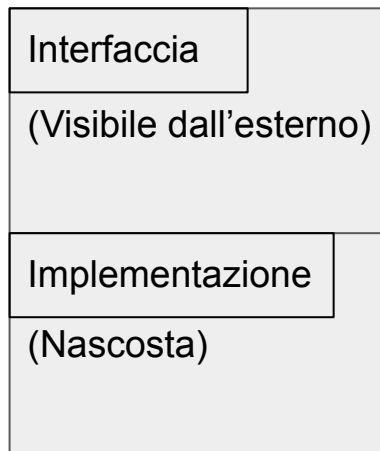 Interfaccia
(Visibile dall’esterno)
Implementazione
(Nascosta)